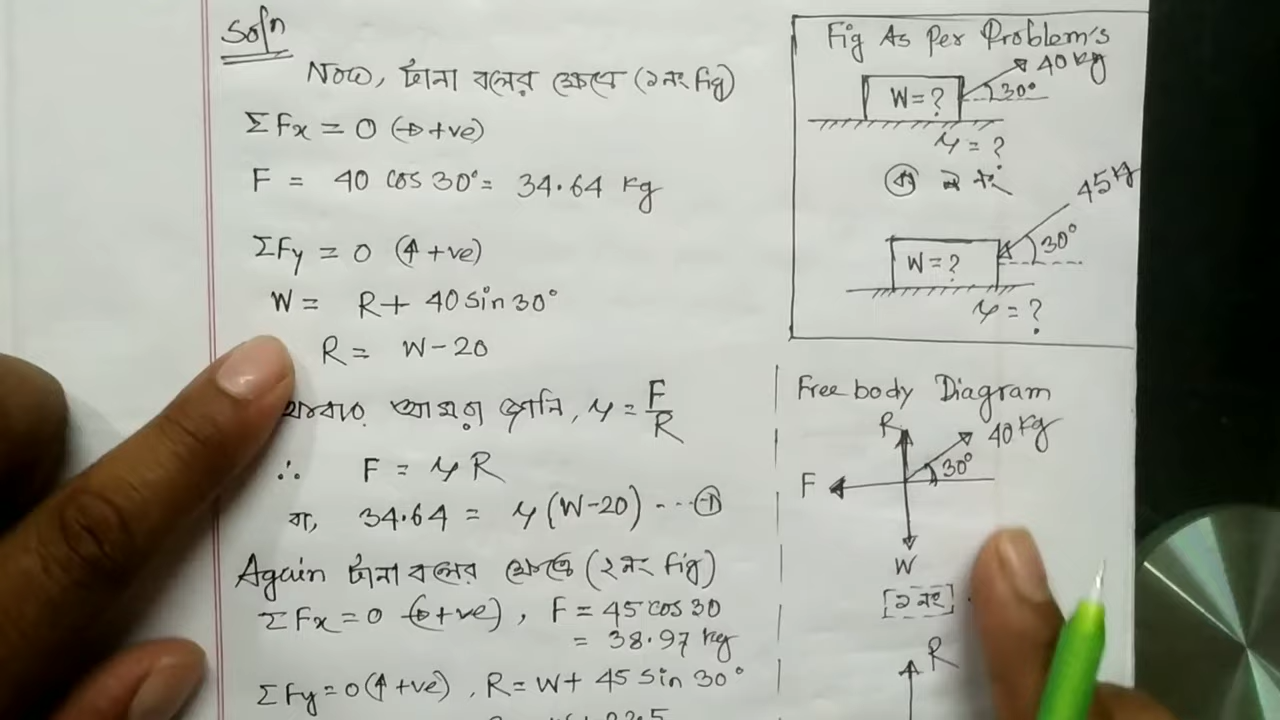 Soln
Now, টানা বলের ক্ষেত্রে (১নং Fig)
ΣFx = 0 (→+ve)
F = 40 cos 30° = 34.64 kg
ΣFy = 0 (↑+ve)
W = R + 40 sin 30°
R = W - 20
আমরা জানি, μ = F/R
∴ F = μR
বা, 34.64 = μ(W-20) --- ①
Again টানা বলের ক্ষেত্রে (২নং Fig)
ΣFx = 0 (→+ve), F = 45 cos 30
= 38.97 kg
ΣFy = 0 (↑+ve), R = W + 45 sin 30°
Fig As Per Problem's
40 kg
W = ?
30°
μ = ?
45 kg
30°
W = ?
μ = ?
Free body Diagram
R
40 kg
F
30°
W
[১নং]
R